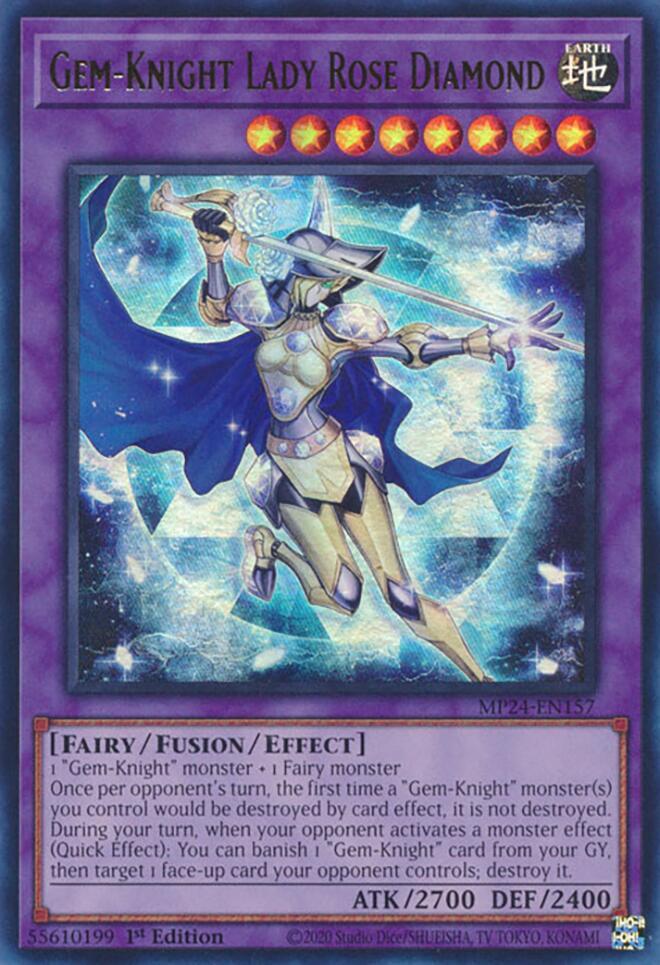 Gem-Knight Lady Rose Diamond
EARTH
地
MP24-EN157
[Fairy/Fusion/Effect]
1 "Gem-Knight" monster + 1 Fairy monster
Once per opponent's turn, the first time a "Gem-Knight" monster(s)
you control would be destroyed by card effect, it is not destroyed.
During your turn, when your opponent activates a monster effect
(Quick Effect): You can banish 1 "Gem-Knight" card from your GY,
then target 1 face-up card your opponent controls; destroy it.
ATK/2700 DEF/2400
55610199 1st Edition ©2020 Studio Dice/SHUEISHA, TV TOKYO, KONAMI